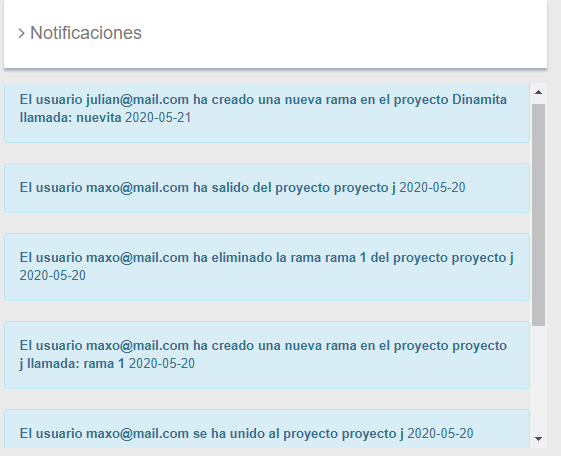 > Notificaciones
El usuario julian@mail.com ha creado una nueva rama en el proyecto Dinamita
llamada: nuevita 2020-05-21
El usuario maxo@mail.com ha salido del proyecto proyecto j 2020-05-20
El usuario maxo@mail.com ha eliminado la rama rama 1 del proyecto proyecto j
2020-05-20
El usuario maxo@mail.com ha creado una nueva rama en el proyecto proyecto
j llamada: rama 1 2020-05-20
El usuario maxo@mail.com se ha unido al proyecto proyecto j 2020-05-20